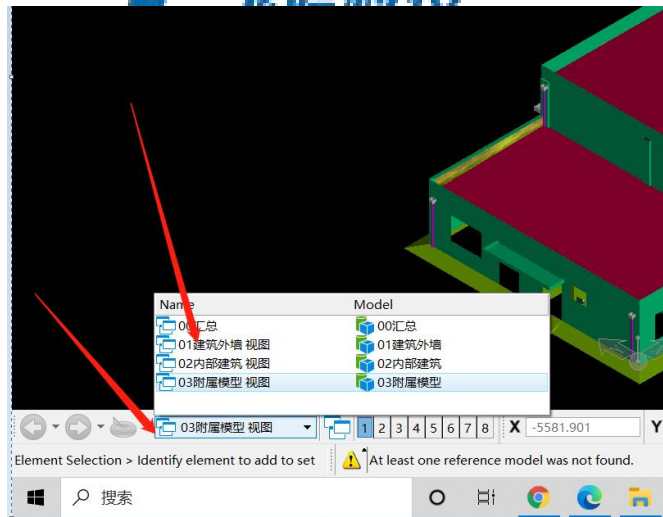 Name Model
00汇总 00汇总
01建筑外墙 视图 01建筑外墙
02内部建筑 视图 02内部建筑
03附属模型 视图 03附属模型
03附属模型 视图 1 2 3 4 5 6 7 8 X -5581.901 Y
Element Selection > Identify element to add to set At least one reference model was not found.
搜索